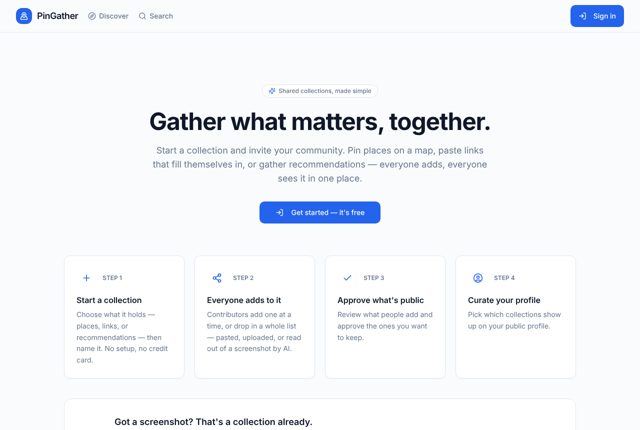 PinGather
Discover
Search
Sign in
Shared collections, made simple
Gather what matters, together.
Start a collection and invite your community. Pin places on a map, paste links
that fill themselves in, or gather recommendations — everyone adds, everyone
sees it in one place.
Get started — it's free
STEP 1
Start a collection
Choose what it holds —
places, links, or
recommendations — then
name it. No setup, no credit
card.
STEP 2
Everyone adds to it
Contributors add one at a
time, or drop in a whole list
— pasted, uploaded, or read
out of a screenshot by AI.
STEP 3
Approve what's public
Review what people add and
approve the ones you want
to keep.
STEP 4
Curate your profile
Pick which collections show
up on your public profile.
Got a screenshot? That's a collection already.